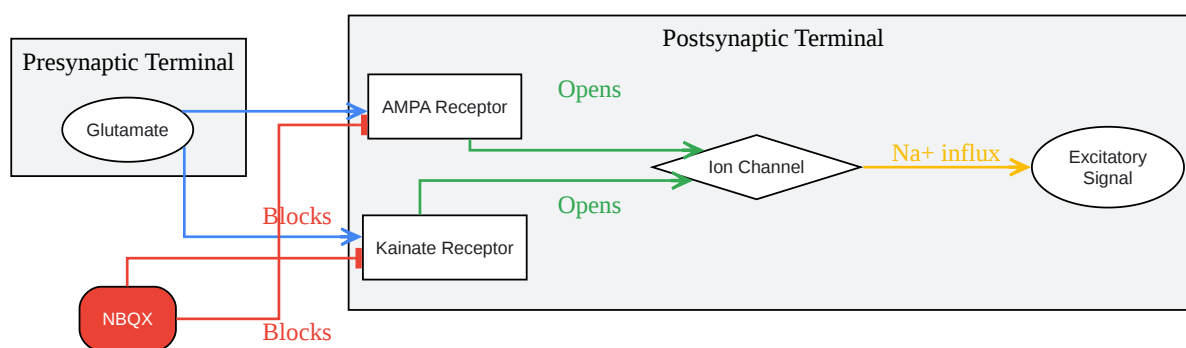 Postsynaptic Terminal
Presynaptic Terminal
Opens
AMPA Receptor
Glutamate
Na+ influx
Ion Channel
Excitatory
Signal
Opens
Blocks
Kainate Receptor
NBQX
Blocks